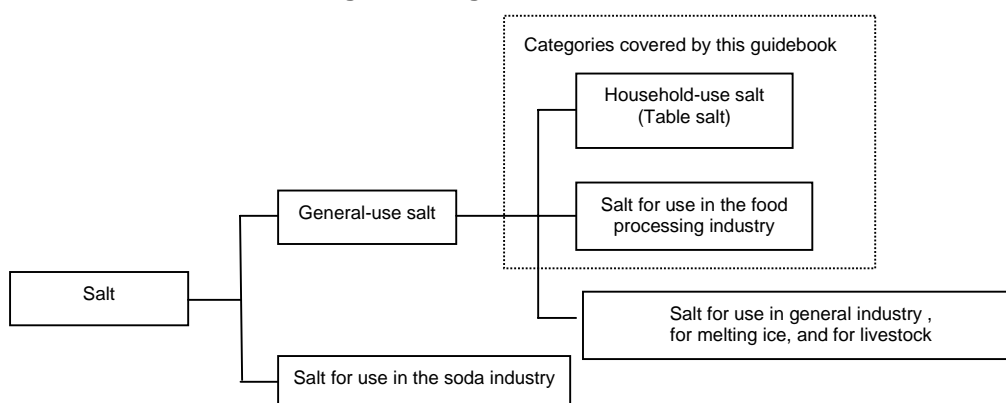 Categories covered by this guidebook
Household-use salt
(Table salt)
General-use salt
Salt for use in the food
processing industry
Salt
Salt for use in general industry ,
for melting ice, and for livestock
Salt for use in the soda industry